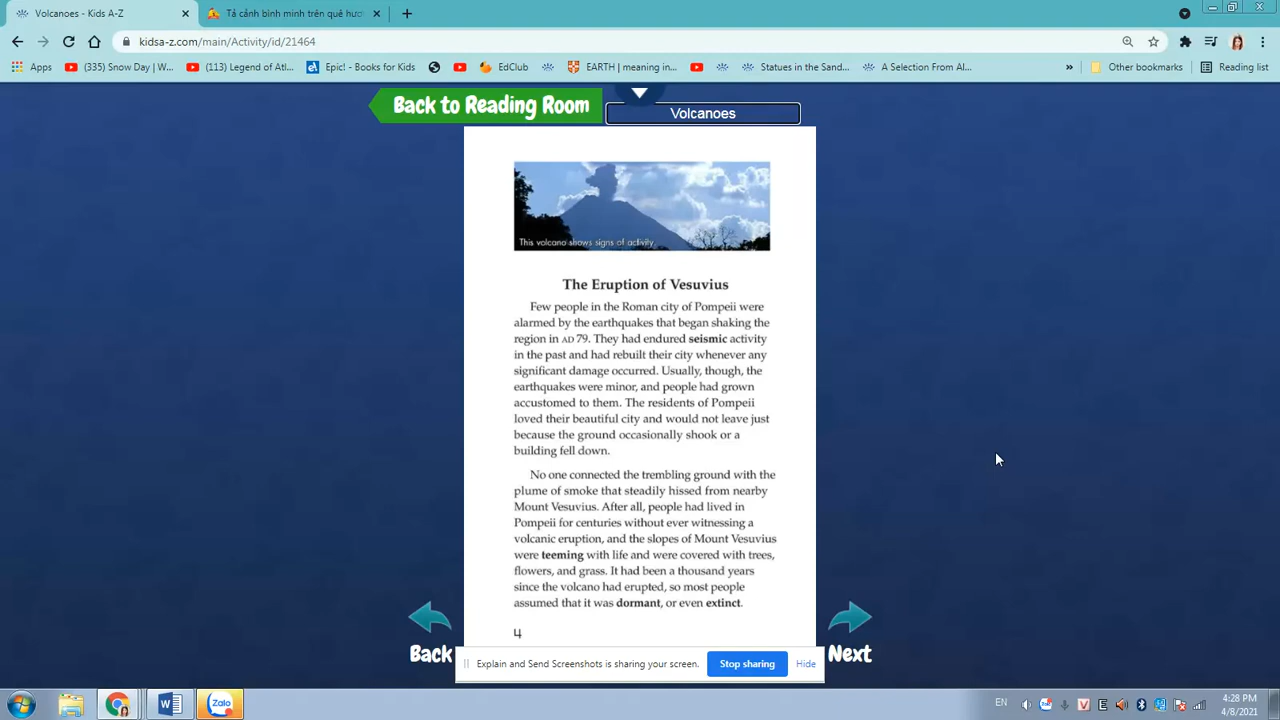 Volcanoes - Kids A-Z
Tả cảnh bình minh trên quê hươ
kidsa-z.com/main/Activity/id/21464
Apps
(335) Snow Day | W...
(113) Legend of Atl...
Epic! - Books for Kids
EdClub
EARTH | meaning in...
Statues in the Sand...
A Selection From Al...
»
Other bookmarks
Reading list
Back to Reading Room
Volcanoes
This volcano shows signs of activity.
The Eruption of Vesuvius
Few people in the Roman city of Pompeii were
alarmed by the earthquakes that began shaking the
region in AD 79. They had endured seismic activity
in the past and had rebuilt their city whenever any
significant damage occurred. Usually, though, the
earthquakes were minor, and people had grown
accustomed to them. The residents of Pompeii
loved their beautiful city and would not leave just
because the ground occasionally shook or a
building fell down.
No one connected the trembling ground with the
plume of smoke that steadily hissed from nearby
Mount Vesuvius. After all, people had lived in
Pompeii for centuries without ever witnessing a
volcanic eruption, and the slopes of Mount Vesuvius
were teeming with life and were covered with trees,
flowers, and grass. It had been a thousand years
since the volcano had erupted, so most people
assumed that it was dormant, or even extinct.
4
Back
Next
Explain and Send Screenshots is sharing your screen.
Stop sharing
Hide
Zalo
EN
4:28 PM
4/8/2021